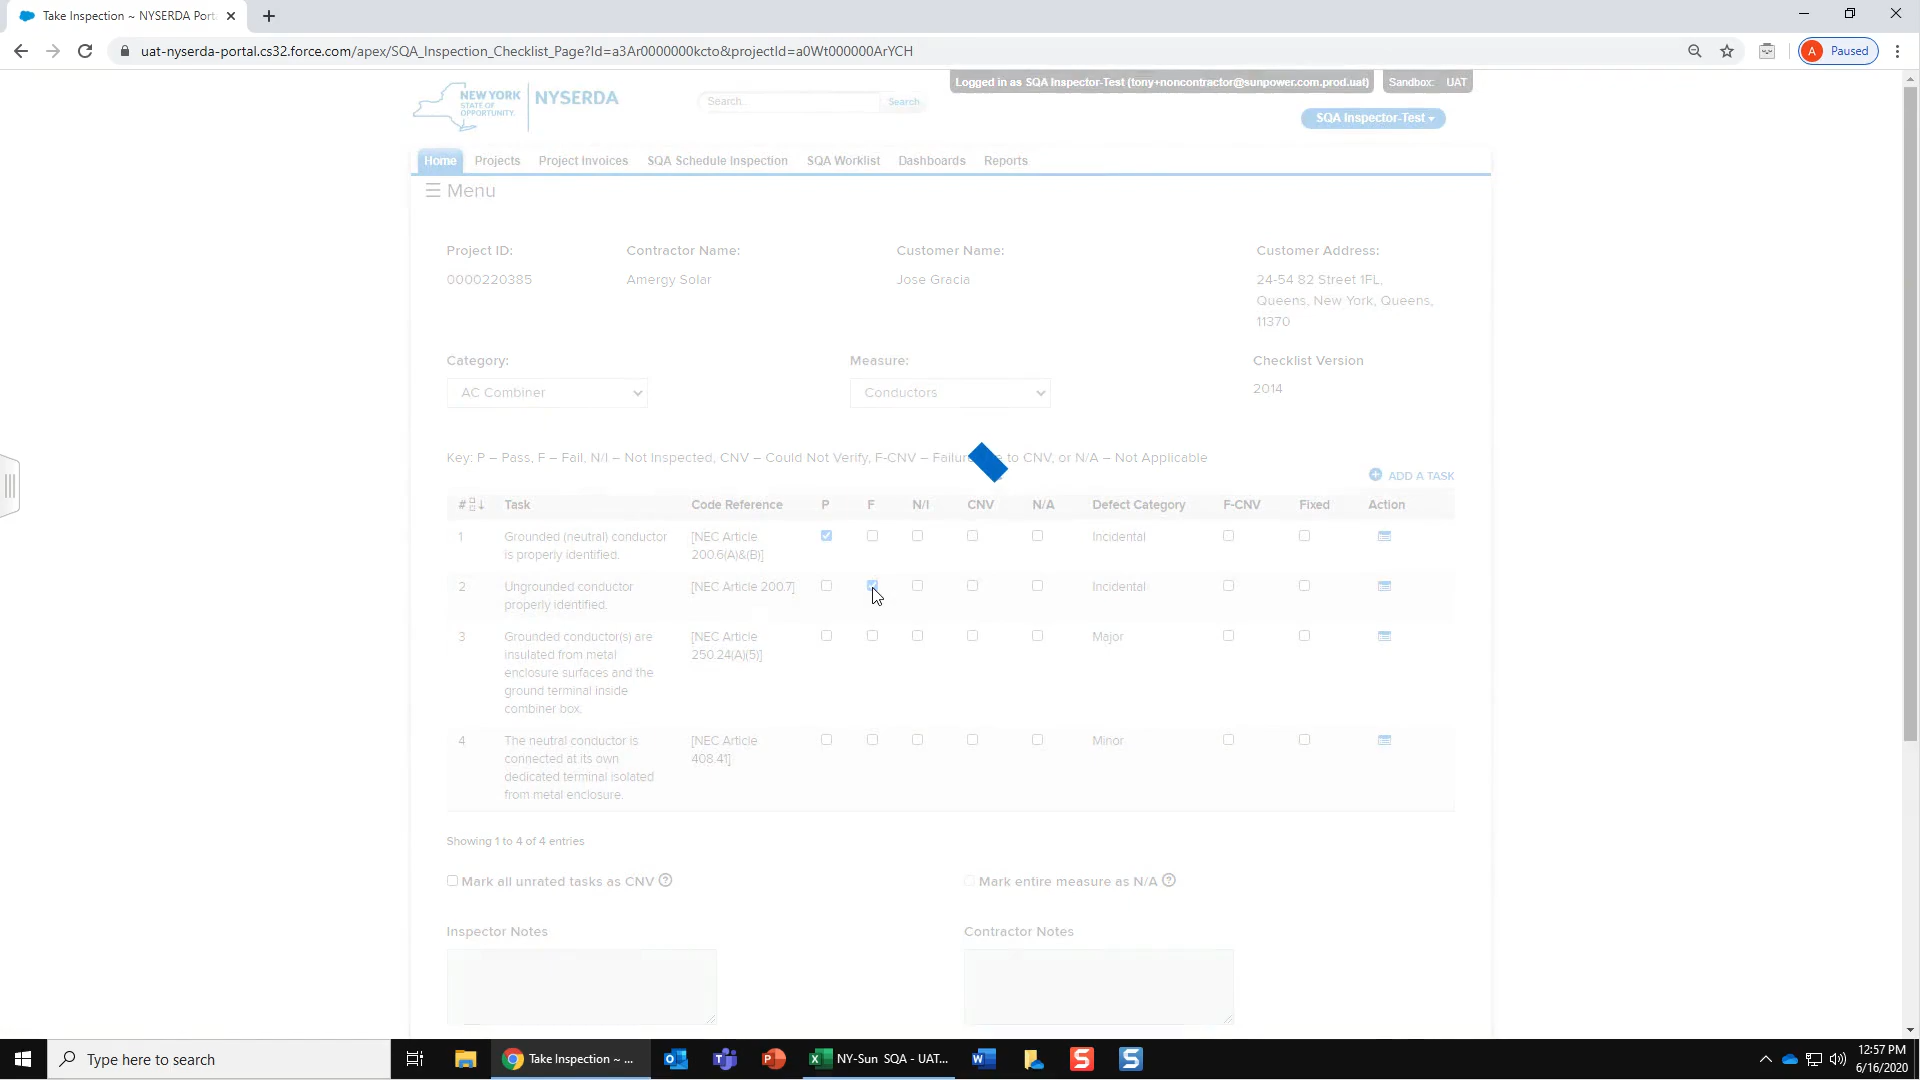 Take Inspection ~ NYSERDA Port
uat-nyserda-portal.cs32.force.com/apex/SQA_Inspection_Checklist_Page?Id=a3Ar0000000kcto&projectId=a0Wt000000ArYCH
A Paused
Logged in as SQA Inspector-Test (tony+noncontractor@sunpower.com.prod.uat)
Sandbox: UAT
NEW YORK
STATE OF
OPPORTUNITY.
NYSERDA
Search...
Search
SQA Inspector-Test
Home Projects Project Invoices SQA Schedule Inspection SQA Worklist Dashboards Reports
☰ Menu
Project ID: Contractor Name: Customer Name: Customer Address:
0000220385 Amergy Solar Jose Gracia 24-54 82 Street 1FL,
Queens, New York, Queens,
11370
Category: Measure: Checklist Version
AC Combiner Conductors 2014
Key: P – Pass, F – Fail, N/I – Not Inspected, CNV – Could Not Verify, F-CNV – Failu to CNV, or N/A – Not Applicable
ADD A TASK
# Task Code Reference P F N/I CNV N/A Defect Category F-CNV Fixed Action
1 Grounded (neutral) conductor [NEC Article Incidental
is properly identified. 200.6(A)&(B)]
2 Ungrounded conductor [NEC Article 200.7] Incidental
properly identified.
3 Grounded conductor(s) are [NEC Article Major
insulated from metal 250.24(A)(5)]
enclosure surfaces and the
ground terminal inside
combiner box.
4 The neutral conductor is [NEC Article Minor
connected at its own 408.41]
dedicated terminal isolated
from metal enclosure.
Showing 1 to 4 of 4 entries
Mark all unrated tasks as CNV ? Mark entire measure as N/A ?
Inspector Notes Contractor Notes
Type here to search
Take Inspection ~ ...
NY-Sun SQA - UAT...
12:57 PM
6/16/2020